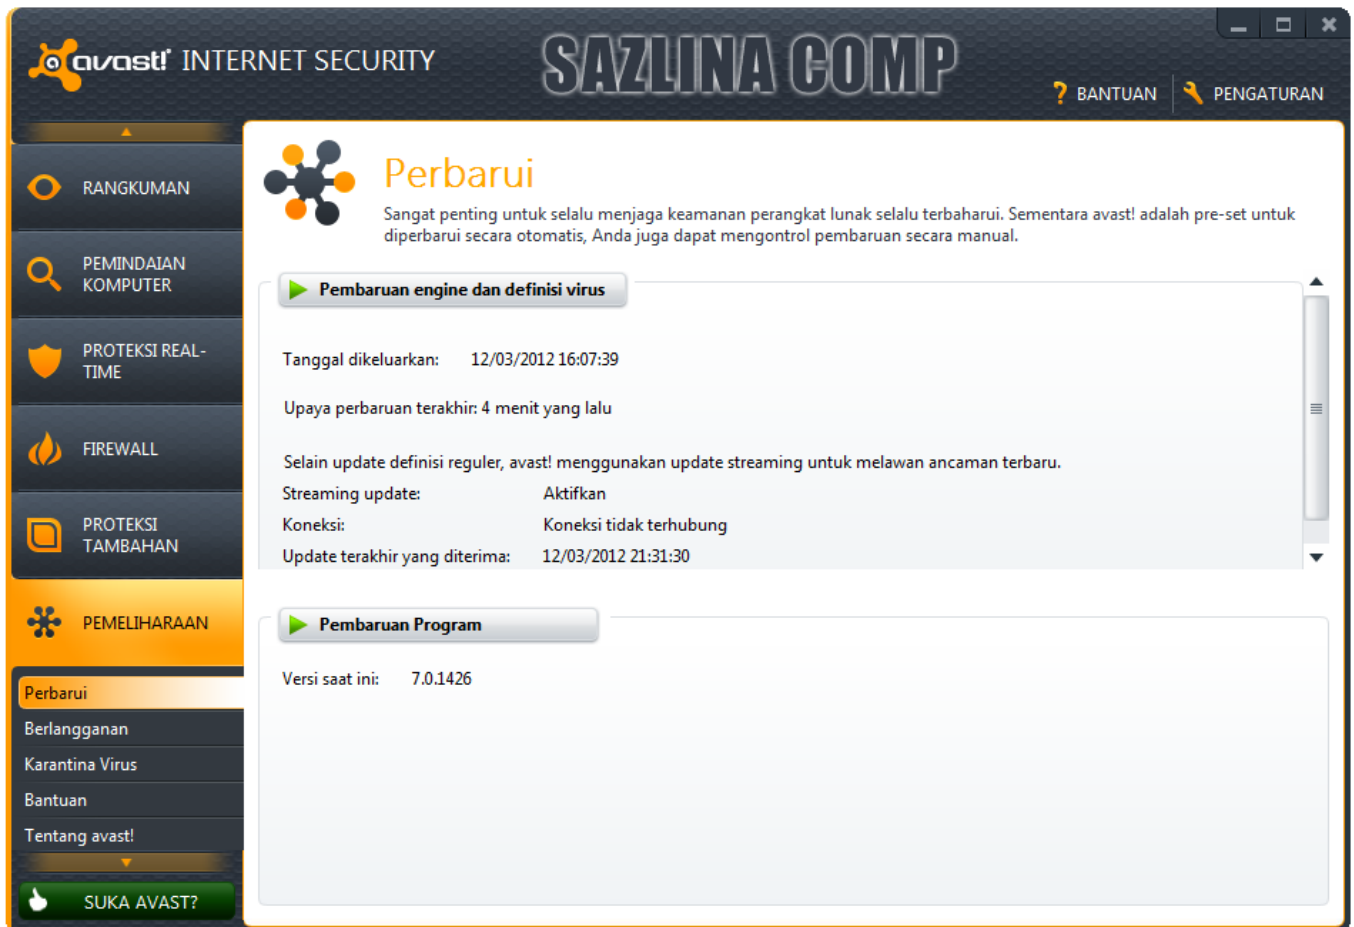 avast! INTERNET SECURITY
SAZLINA COMP
? BANTUAN
PENGATURAN
RANGKUMAN
PEMINDAIAN
KOMPUTER
PROTEKSI REAL-
TIME
FIREWALL
PROTEKSI
TAMBAHAN
PEMELIHARAAN
Perbarui
Berlangganan
Karantina Virus
Bantuan
Tentang avast!
SUKA AVAST?
Perbarui
Sangat penting untuk selalu menjaga keamanan perangkat lunak selalu terbaharui. Sementara avast! adalah pre-set untuk
diperbarui secara otomatis, Anda juga dapat mengontrol pembaruan secara manual.
Pembaruan engine dan definisi virus
Tanggal dikeluarkan: 12/03/2012 16:07:39
Upaya perbaruan terakhir: 4 menit yang lalu
Selain update definisi reguler, avast! menggunakan update streaming untuk melawan ancaman terbaru.
Streaming update: Aktifkan
Koneksi: Koneksi tidak terhubung
Update terakhir yang diterima: 12/03/2012 21:31:30
Pembaruan Program
Versi saat ini: 7.0.1426